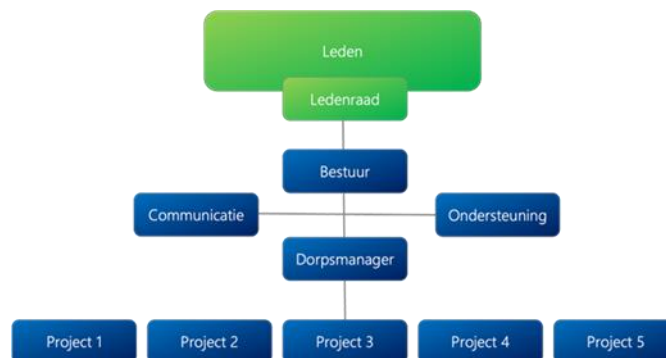 Leden
Ledenraad
Bestuur
Communicatie
Ondersteuning
Dorpsmanager
Project 1
Project 2
Project 3
Project 4
Project 5